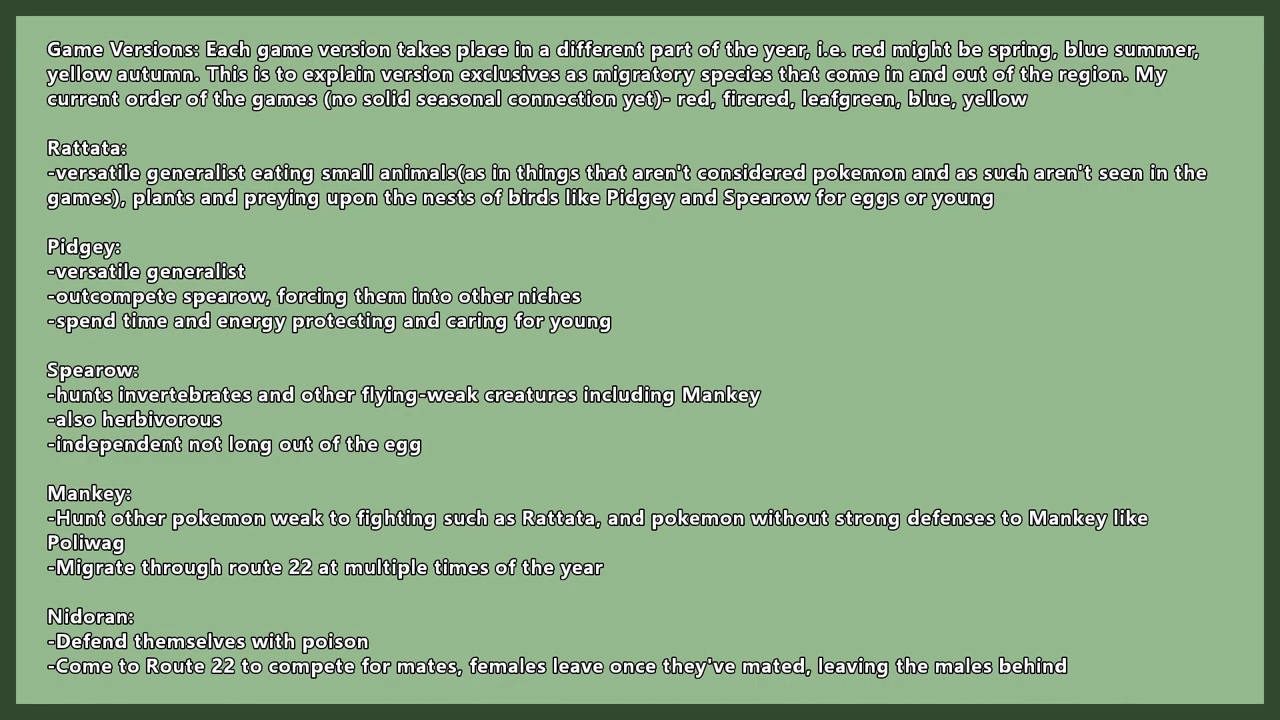 Game Versions: Each game version takes place in a different part of the year, i.e. red might be spring, blue summer,
yellow autumn. This is to explain version exclusives as migratory species that come in and out of the region. My
current order of the games (no solid seasonal connection yet)- red, firered, leafgreen, blue, yellow
Rattata:
-versatile generalist eating small animals(as in things that aren't considered pokemon and as such aren't seen in the
games), plants and preying upon the nests of birds like Pidgey and Spearow for eggs or young
Pidgey:
-versatile generalist
-outcompete spearow, forcing them into other niches
-spend time and energy protecting and caring for young
Spearow:
-hunts invertebrates and other flying-weak creatures including Mankey
-also herbivorous
-independent not long out of the egg
Mankey:
-Hunt other pokemon weak to fighting such as Rattata, and pokemon without strong defenses to Mankey like
Poliwag
-Migrate through route 22 at multiple times of the year
Nidoran:
-Defend themselves with poison
-Come to Route 22 to compete for mates, females leave once they've mated, leaving the males behind